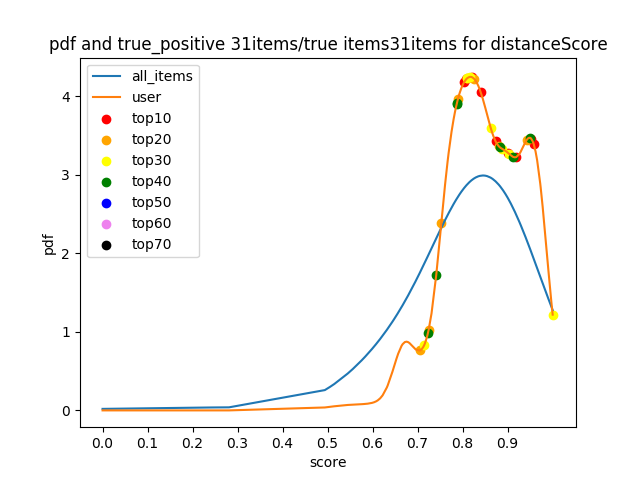 pdf and true_positive 31items/true items31items for distanceScore
all_items
user
top10
top20
top30
top40
top50
top60
top70
pdf
4
3
2
1
0
0.0 0.1 0.2 0.3 0.4 0.5 0.6 0.7 0.8 0.9
score